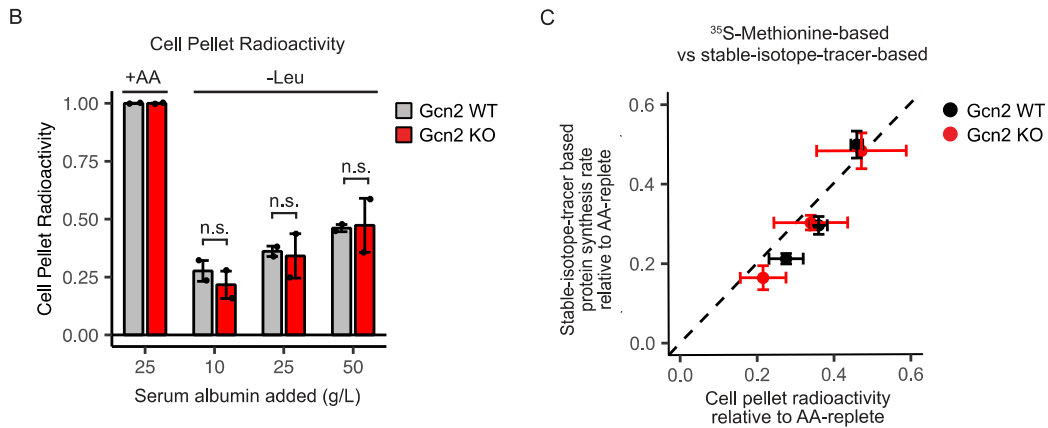 B
Cell Pellet Radioactivity
+AA
-Leu
1.00
0.75
0.50
0.25
0.00
Cell Pellet Radioactivity
n.s.
n.s.
n.s.
25
10
25
50
Serum albumin added (g/L)
Gcn2 WT
Gcn2 KO
C
³⁵S-Methionine-based
vs stable-isotope-tracer-based
0.6
0.4
0.2
0.0
Stable-isotope-tracer based
protein synthesis rate
relative to AA-replete
0.0
0.2
0.4
0.6
Cell pellet radioactivity
relative to AA-replete
Gcn2 WT
Gcn2 KO